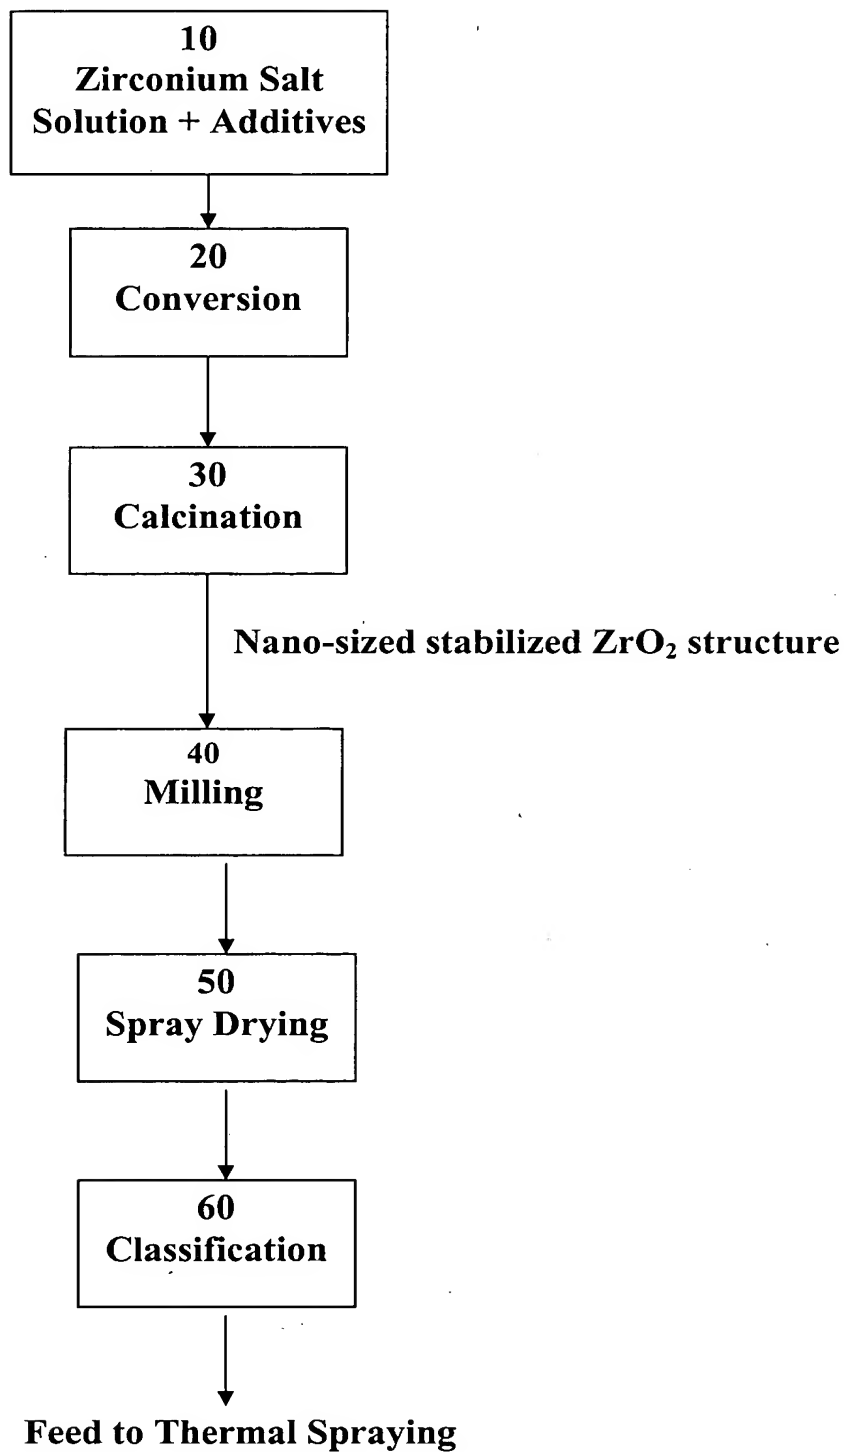 10
Zirconium Salt
Solution + Additives
20
Conversion
30
Calcination
Nano-sized stabilized ZrO₂ structure
40
Milling
50
Spray Drying
60
Classification
Feed to Thermal Spraying